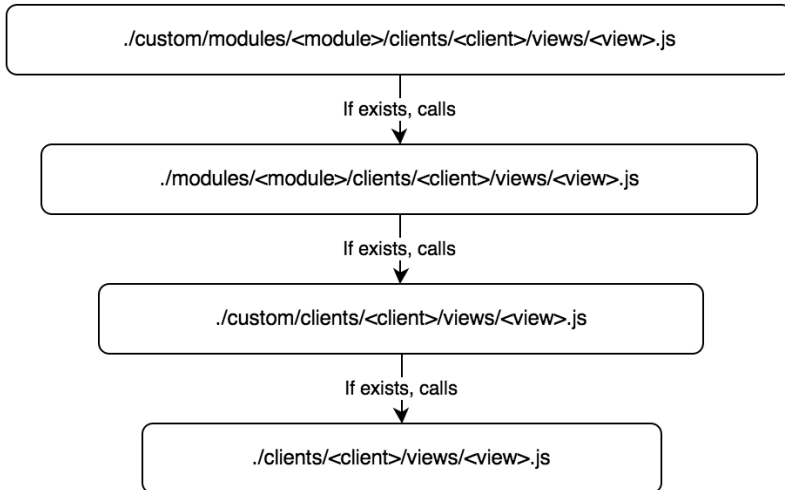 ./custom/modules/<module>/clients/<client>/views/<view>.js
If exists, calls
./modules/<module>/clients/<client>/views/<view>.js
If exists, calls
./custom/clients/<client>/views/<view>.js
If exists, calls
./clients/<client>/views/<view>.js